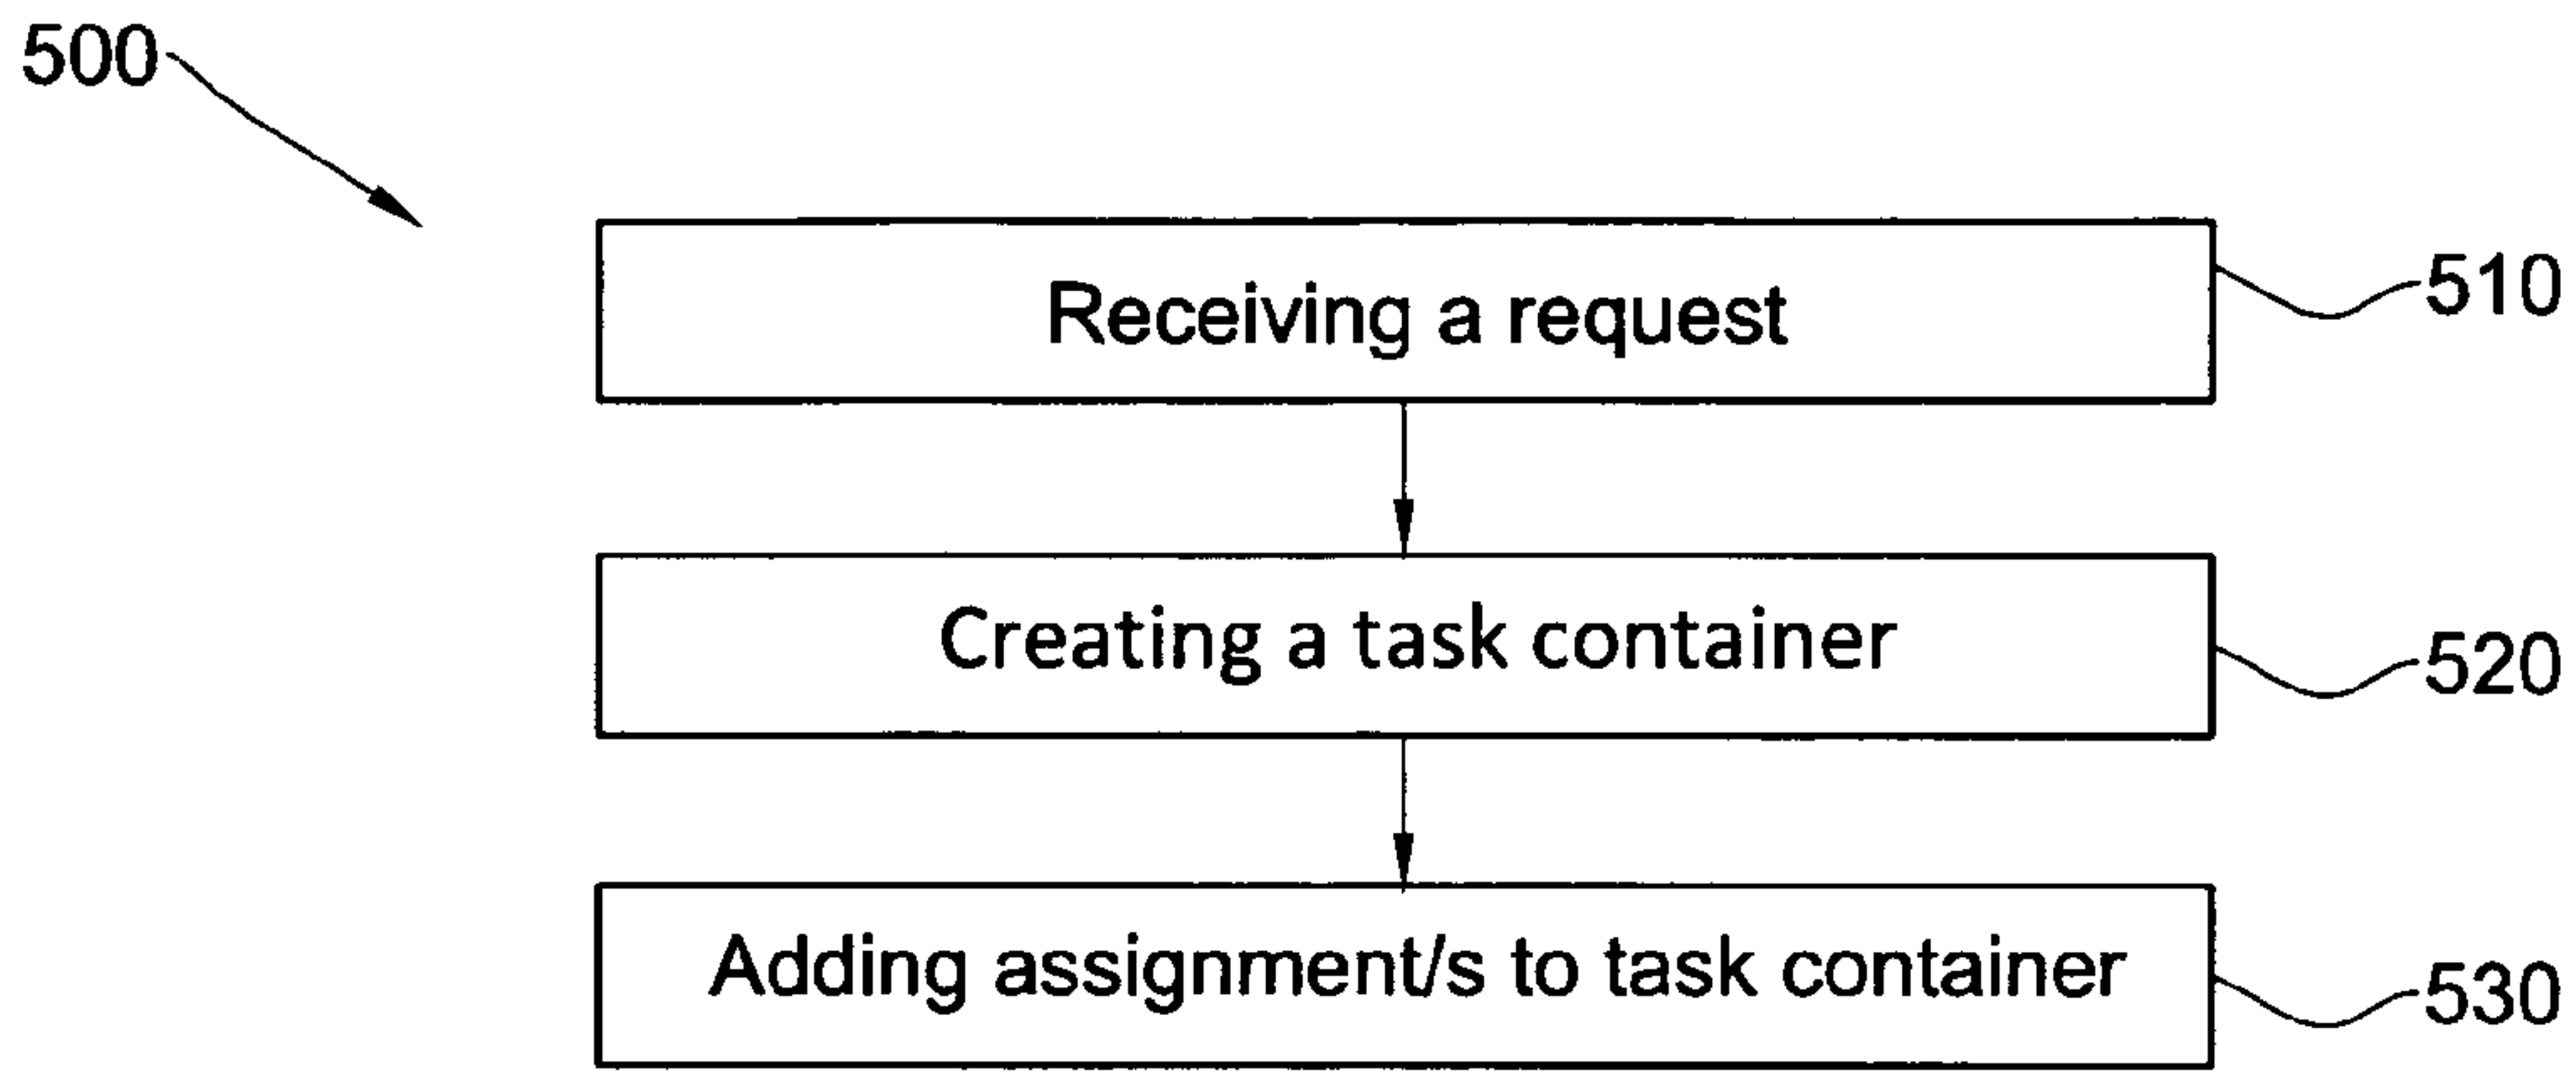 500
Receiving a request
510
Creating a task container
520
Adding assignment/s to task container
530